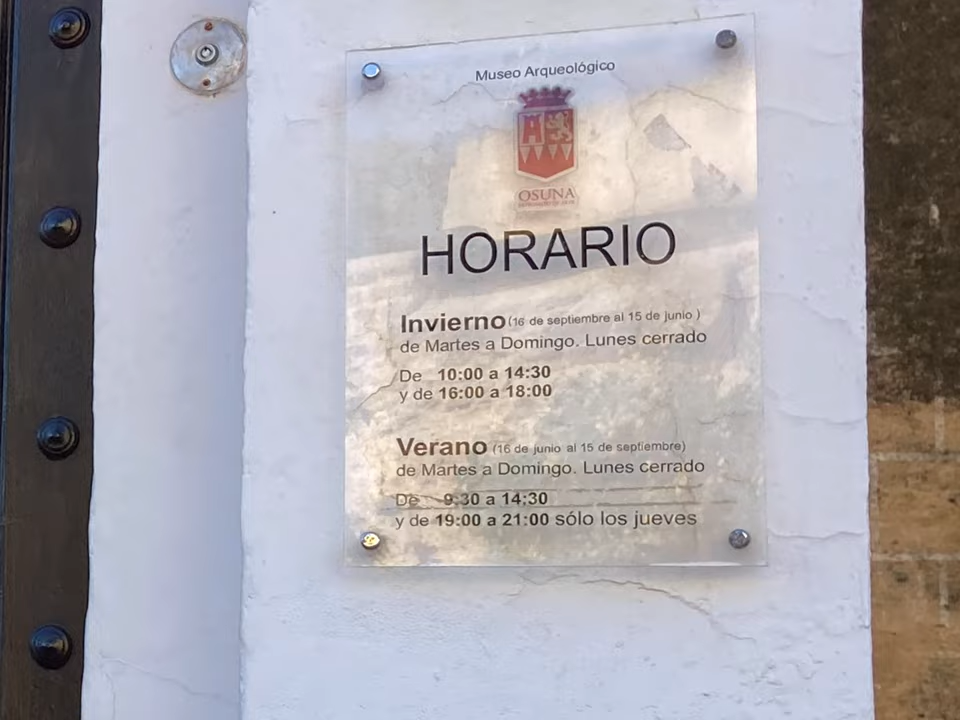 Museo Arqueológico
OSUNA
HORARIO
Invierno (16 de septiembre al 15 de junio )
de Martes a Domingo. Lunes cerrado
De 10:00 a 14:30
y de 16:00 a 18:00
Verano (16 de junio al 15 de septiembre)
de Martes a Domingo. Lunes cerrado
De 9:30 a 14:30
y de 19:00 a 21:00 sólo los jueves